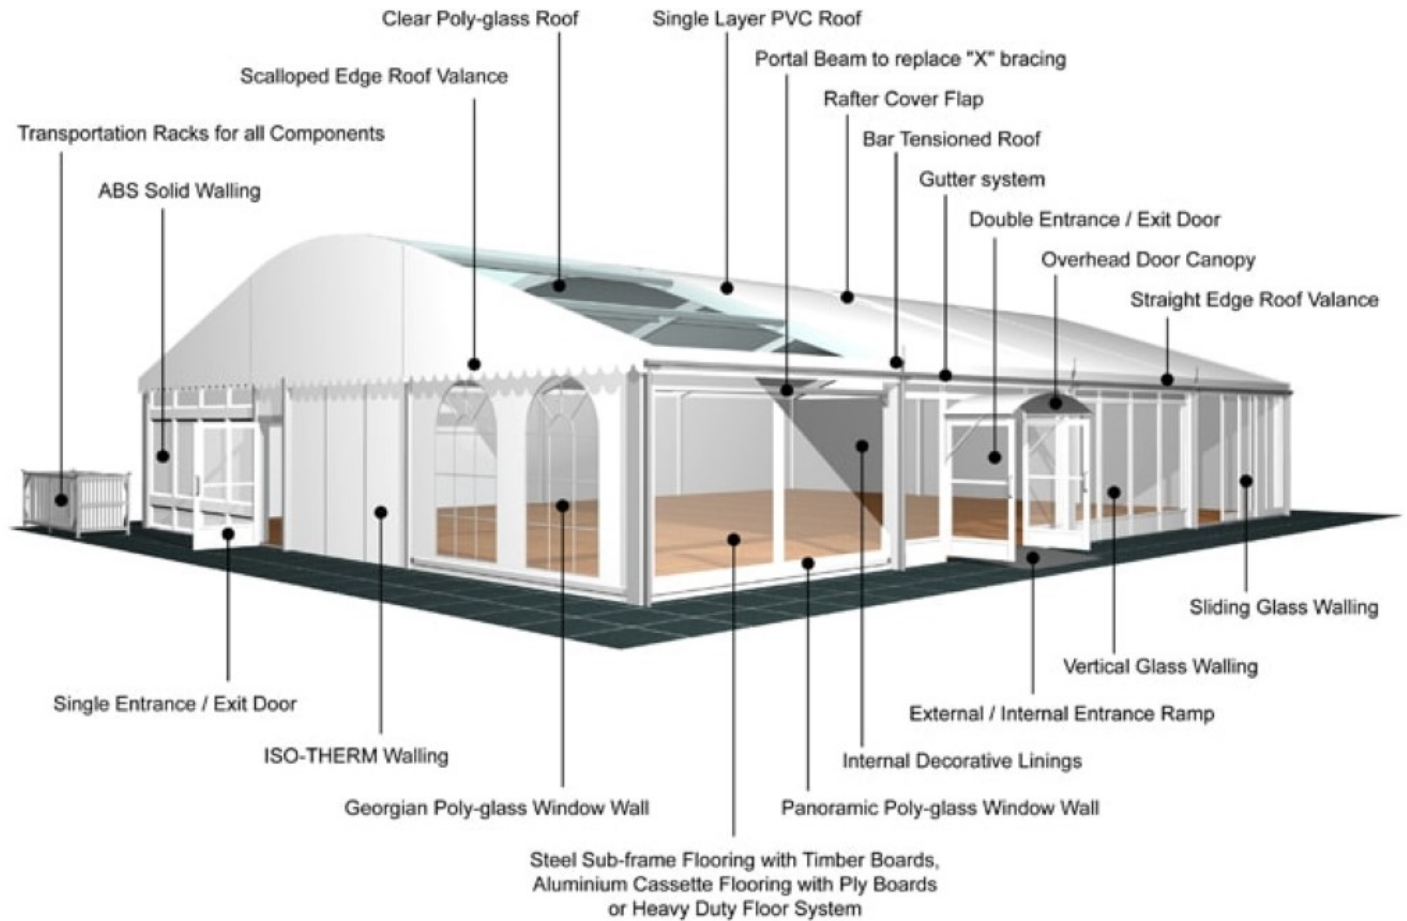 Clear Poly-glass Roof
Single Layer PVC Roof
Portal Beam to replace "X" bracing
Scalloped Edge Roof Valance
Rafter Cover Flap
Transportation Racks for all Components
Bar Tensioned Roof
ABS Solid Walling
Gutter system
Double Entrance / Exit Door
Overhead Door Canopy
Straight Edge Roof Valance
Sliding Glass Walling
Vertical Glass Walling
Single Entrance / Exit Door
External / Internal Entrance Ramp
ISO-THERM Walling
Internal Decorative Linings
Georgian Poly-glass Window Wall
Panoramic Poly-glass Window Wall
Steel Sub-frame Flooring with Timber Boards,
Aluminium Cassette Flooring with Ply Boards
or Heavy Duty Floor System